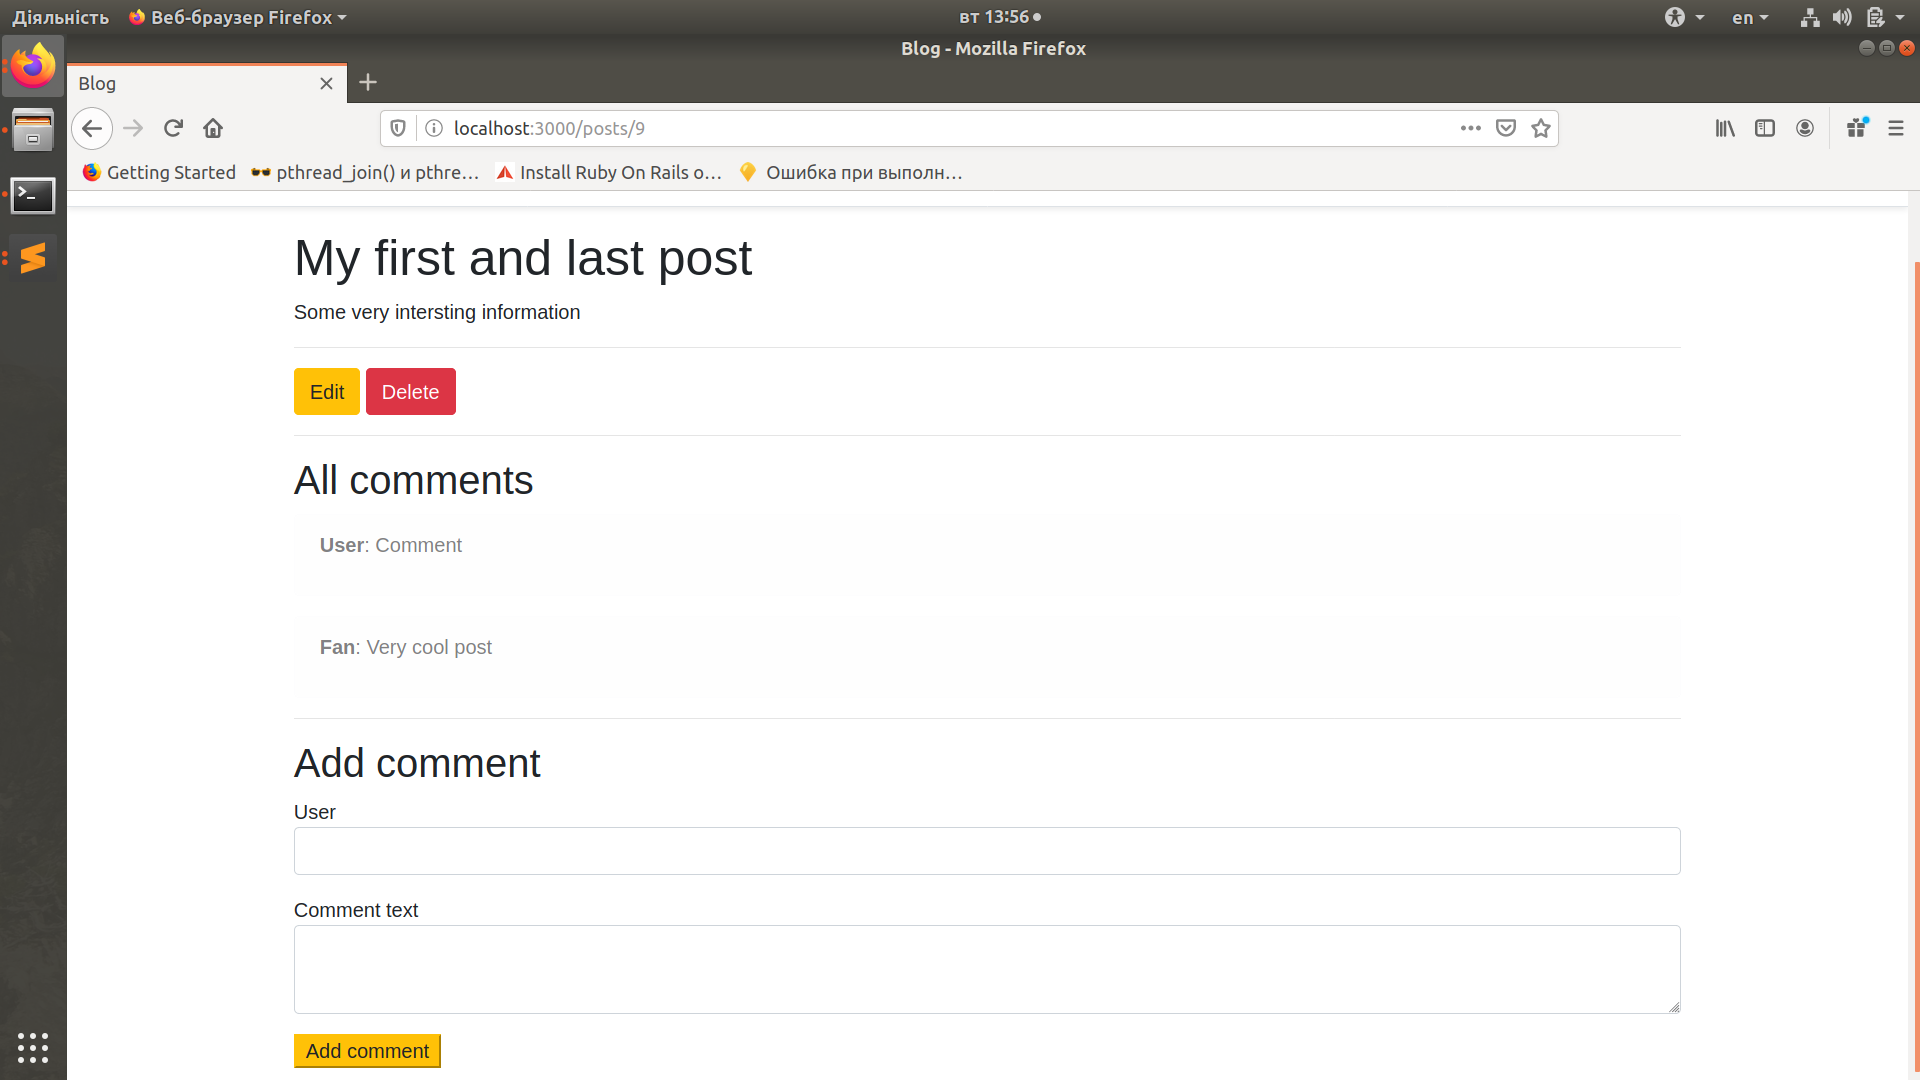 Діяльність Веб-браузер Firefox вт 13:56 en
Blog - Mozilla Firefox
Blog
localhost:3000/posts/9
Getting Started pthread_join() и pthre… Install Ruby On Rails o… Ошибка при выполн…
My first and last post
Some very intersting information
Edit Delete
All comments
User: Comment
Fan: Very cool post
Add comment
User
Comment text
Add comment